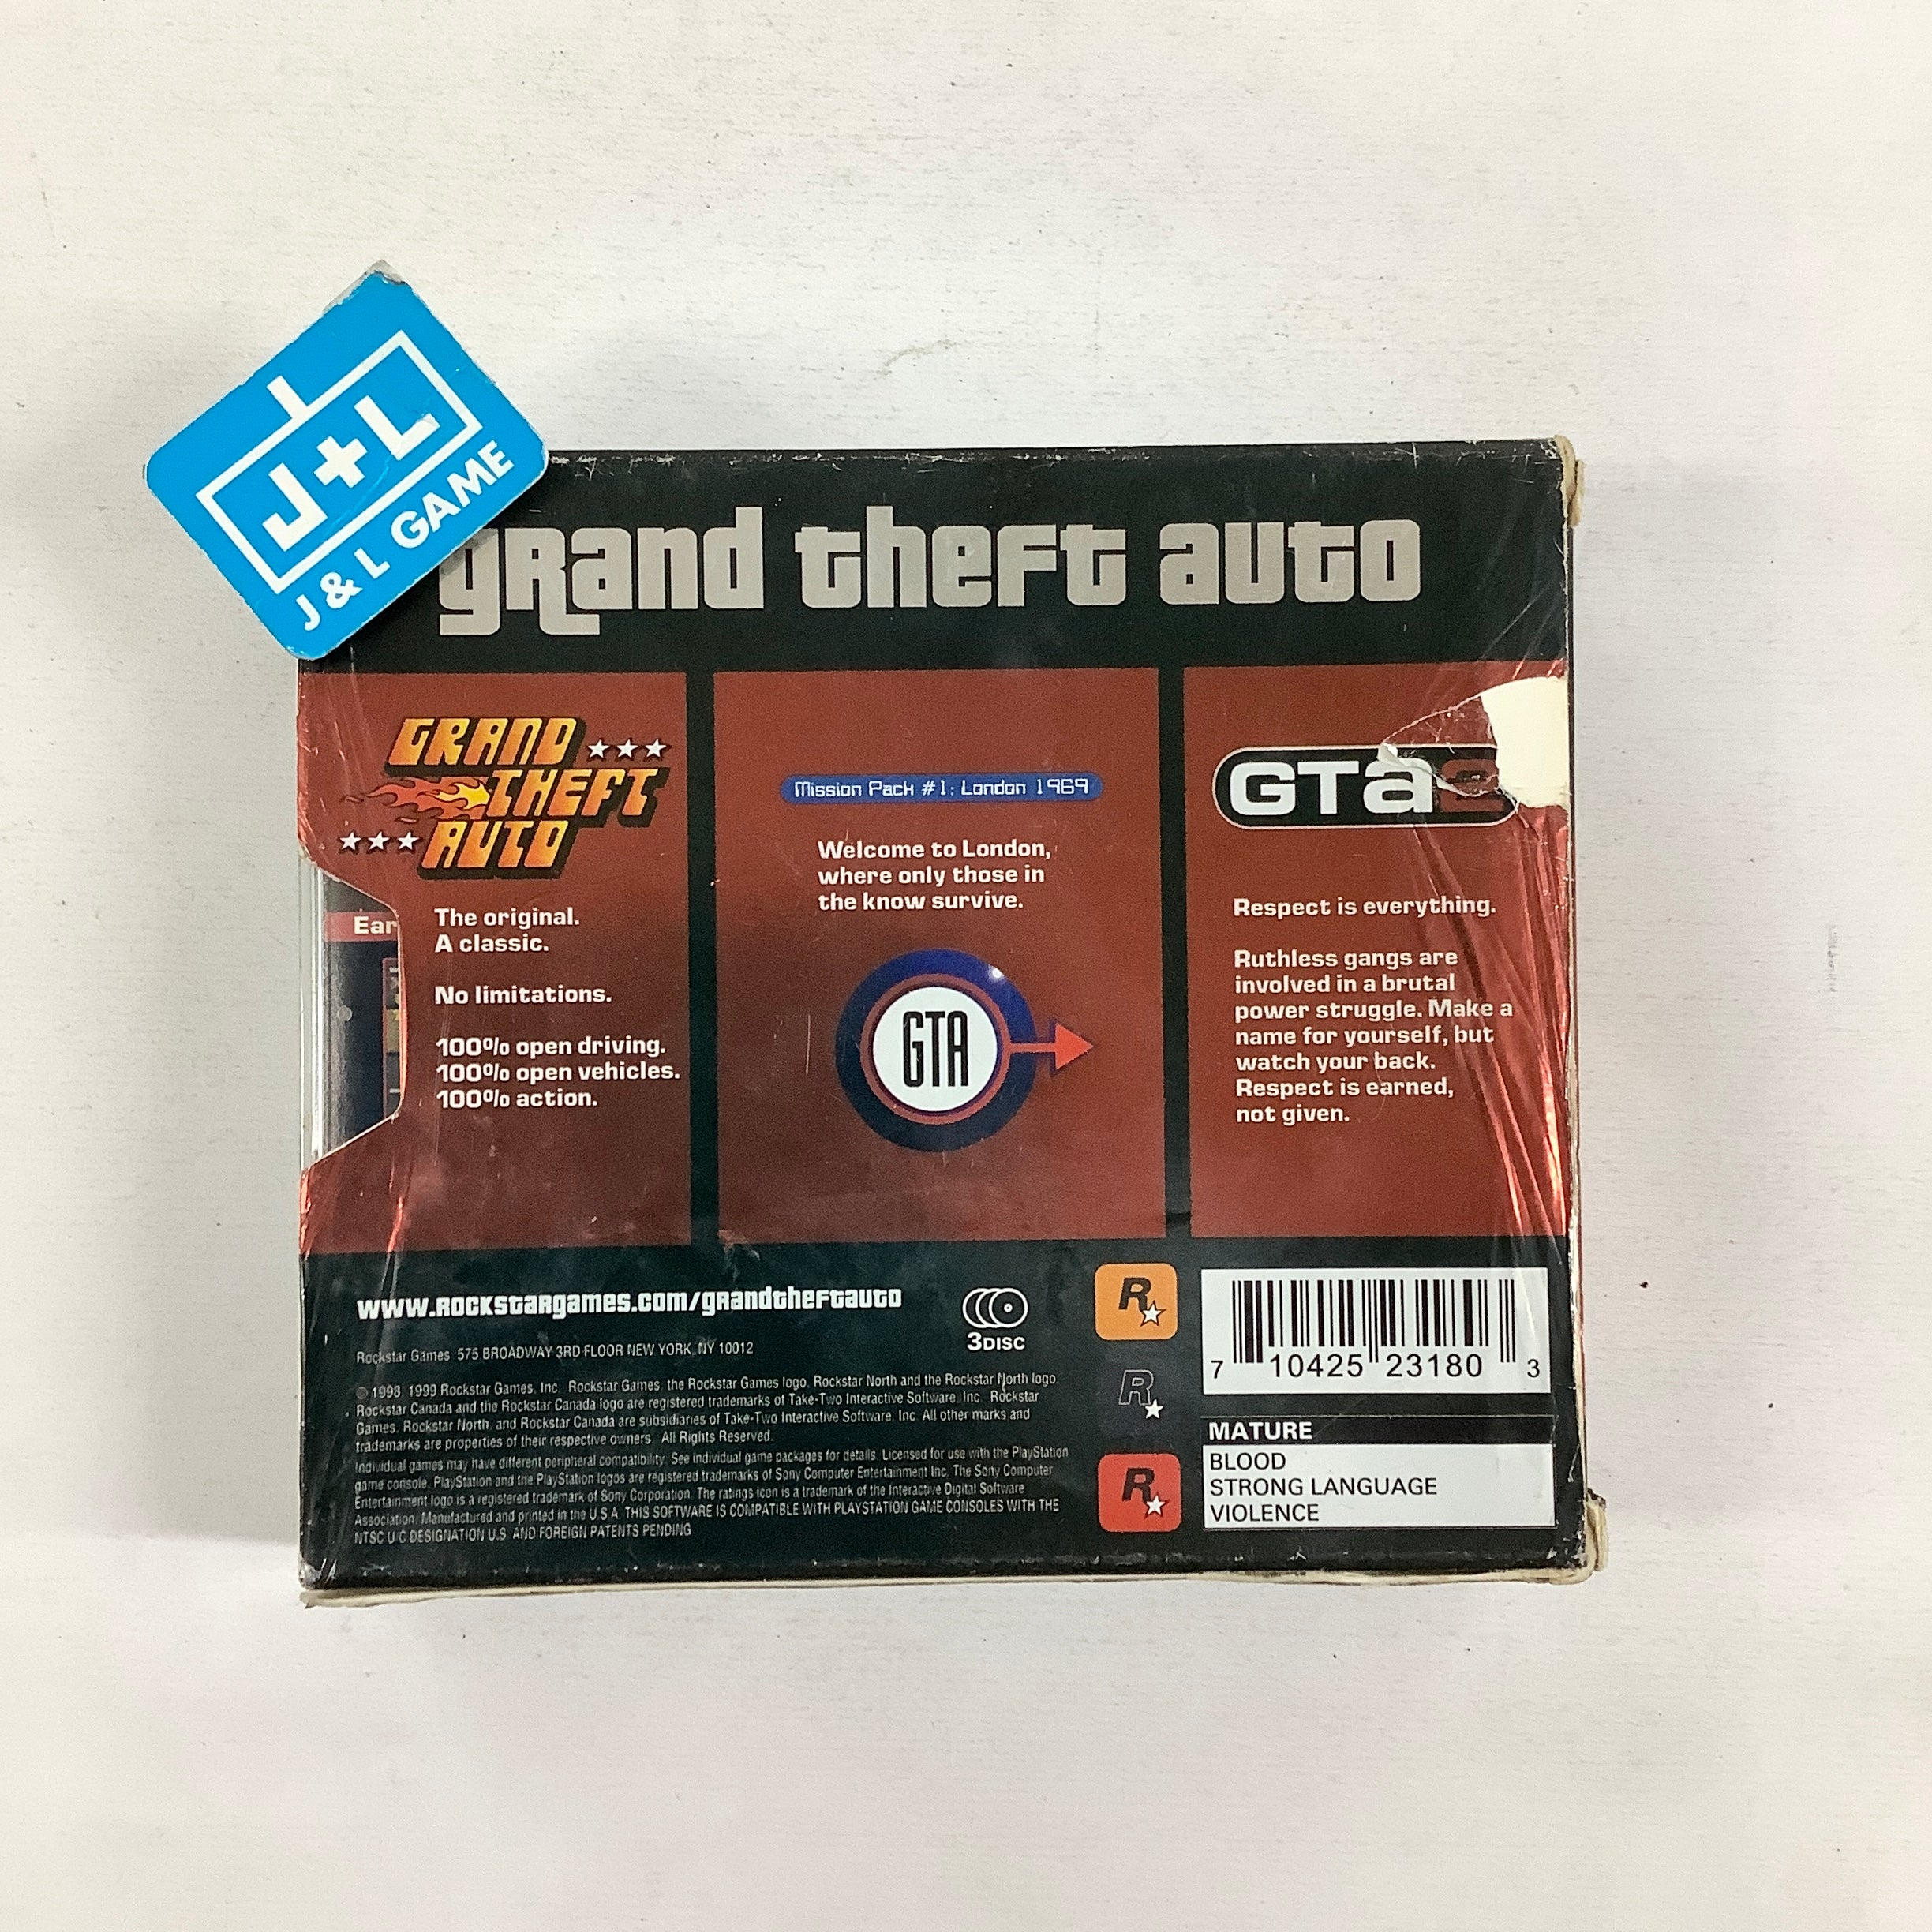 J+L
J & L GAME
grand theft auto
GRAND
THEFT
AUTO
Ear
The original.
A classic.
No limitations.
100% open driving.
100% open vehicles.
100% action.
Mission Pack #1: London 1969
Welcome to London,
where only those in
the know survive.
GTA
GTA2
Respect is everything.
Ruthless gangs are
involved in a brutal
power struggle. Make a
name for yourself, but
watch your back.
Respect is earned,
not given.
www.rockstargames.com/grandtheftauto
3DISC
Rockstar Games 575 BROADWAY 3RD FLOOR NEW YORK, NY 10012
© 1998, 1999 Rockstar Games, Inc. Rockstar Games, the Rockstar Games logo, Rockstar North and the Rockstar North logo,
Rockstar Canada and the Rockstar Canada logo are registered trademarks of Take-Two Interactive Software, Inc. Rockstar
Games, Rockstar North, and Rockstar Canada are subsidiaries of Take-Two Interactive Software, Inc. All other marks and
trademarks are properties of their respective owners. All Rights Reserved.
Individual games may have different peripheral compatibility. See individual game packages for details. Licensed for use with the PlayStation
game console. PlayStation and the PlayStation logos are registered trademarks of Sony Computer Entertainment Inc. The Sony Computer
Entertainment logo is a registered trademark of Sony Corporation. The ratings icon is a trademark of the Interactive Digital Software
Association. Manufactured and printed in the U.S.A. THIS SOFTWARE IS COMPATIBLE WITH PLAYSTATION GAME CONSOLES WITH THE
NTSC U/C DESIGNATION U.S. AND FOREIGN PATENTS PENDING
R
R
R
7 10425 23180 3
MATURE
BLOOD
STRONG LANGUAGE
VIOLENCE